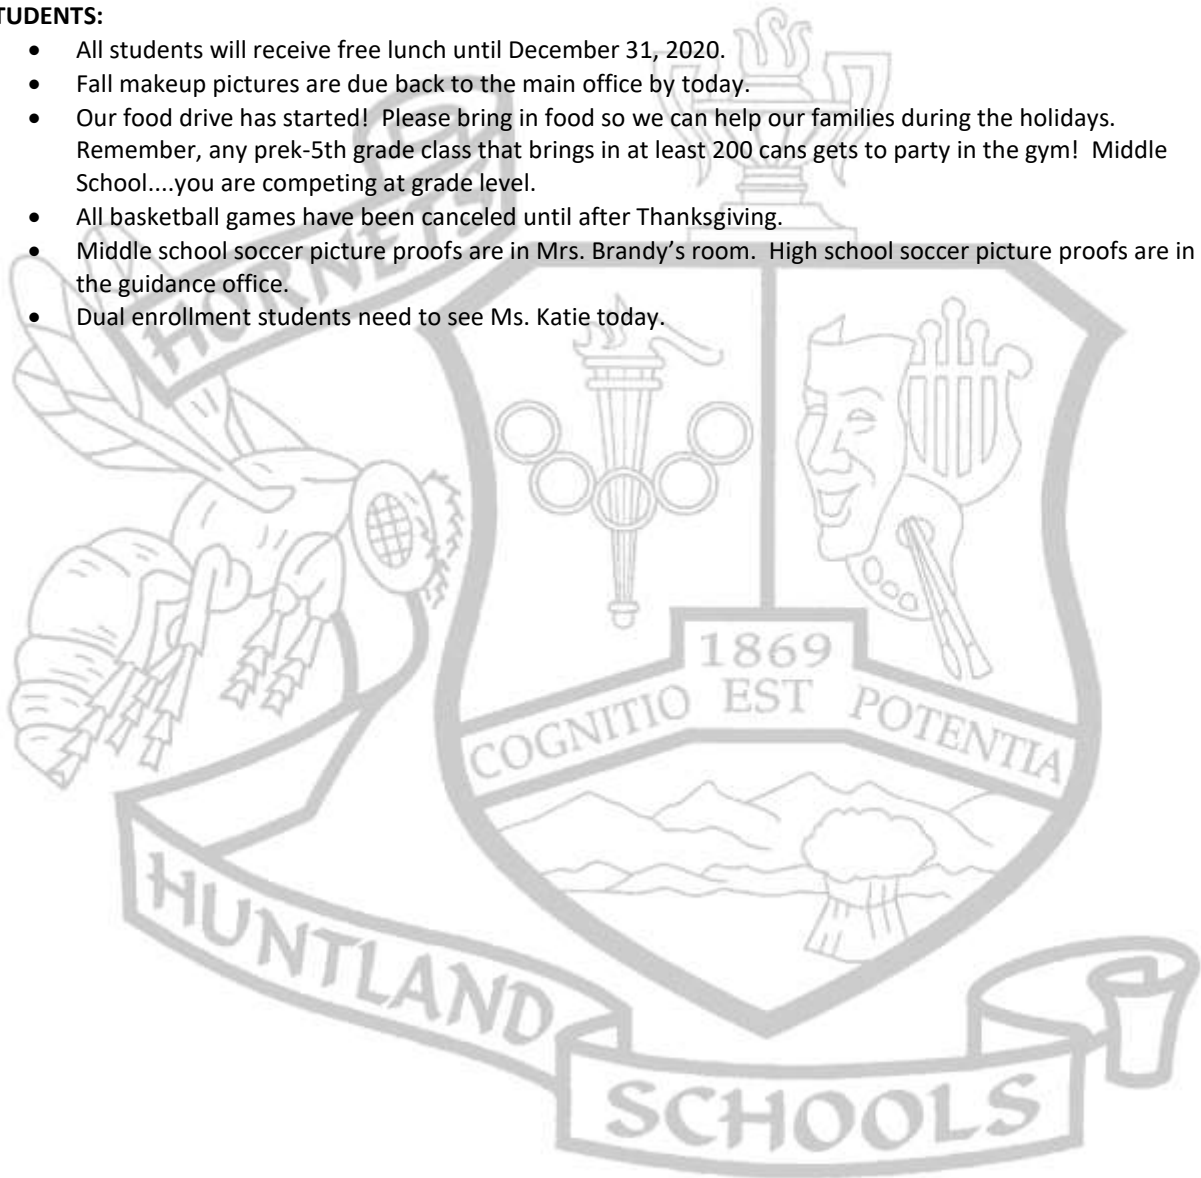 TUDENTS:
• All students will receive free lunch until December 31, 2020.
• Fall makeup pictures are due back to the main office by today.
• Our food drive has started!  Please bring in food so we can help our families during the holidays.
Remember, any prek-5th grade class that brings in at least 200 cans gets to party in the gym!  Middle
School....you are competing at grade level.
• All basketball games have been canceled until after Thanksgiving.
• Middle school soccer picture proofs are in Mrs. Brandy’s room.  High school soccer picture proofs are in
the guidance office.
• Dual enrollment students need to see Ms. Katie today.
HORNETS
1869
COGNITIO EST POTENTIA
HUNTLAND
SCHOOLS